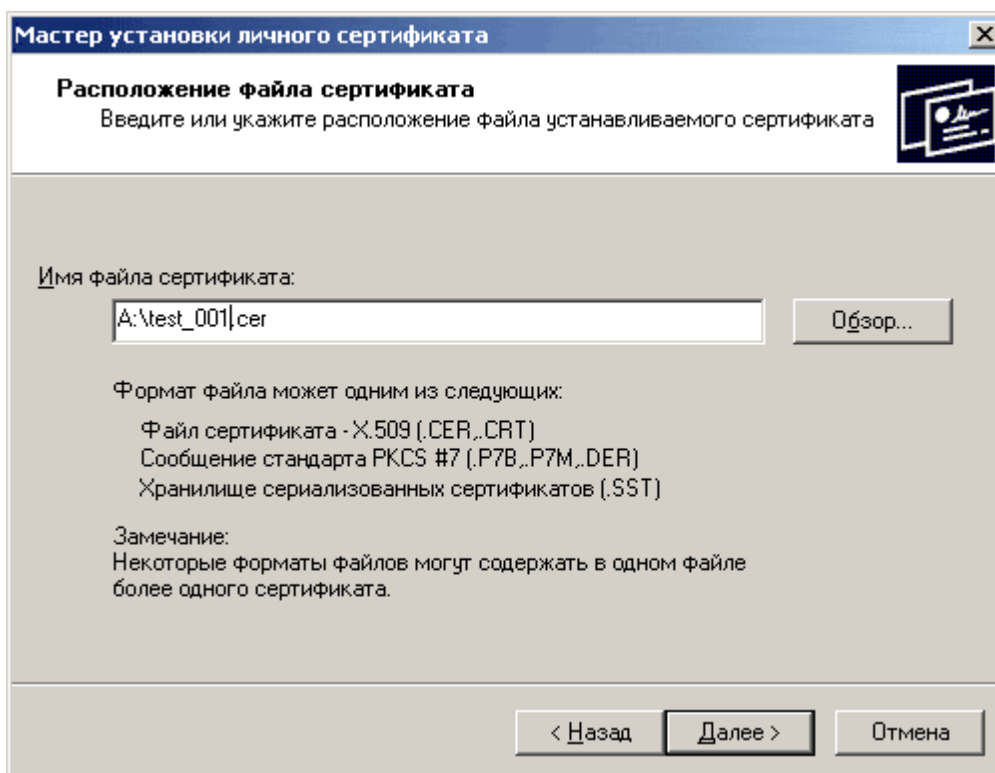 Мастер установки личного сертификата
Расположение файла сертификата
Введите или укажите расположение файла устанавливаемого сертификата
Имя файла сертификата:
A:\test_001.cer
Обзор...
Формат файла может одним из следующих:
Файл сертификата - X.509 (.CER,.CRT)
Сообщение стандарта PKCS #7 (.P7B,.P7M,.DER)
Хранилище сериализованных сертификатов (.SST)
Замечание:
Некоторые форматы файлов могут содержать в одном файле
более одного сертификата.
< Назад
Далее >
Отмена